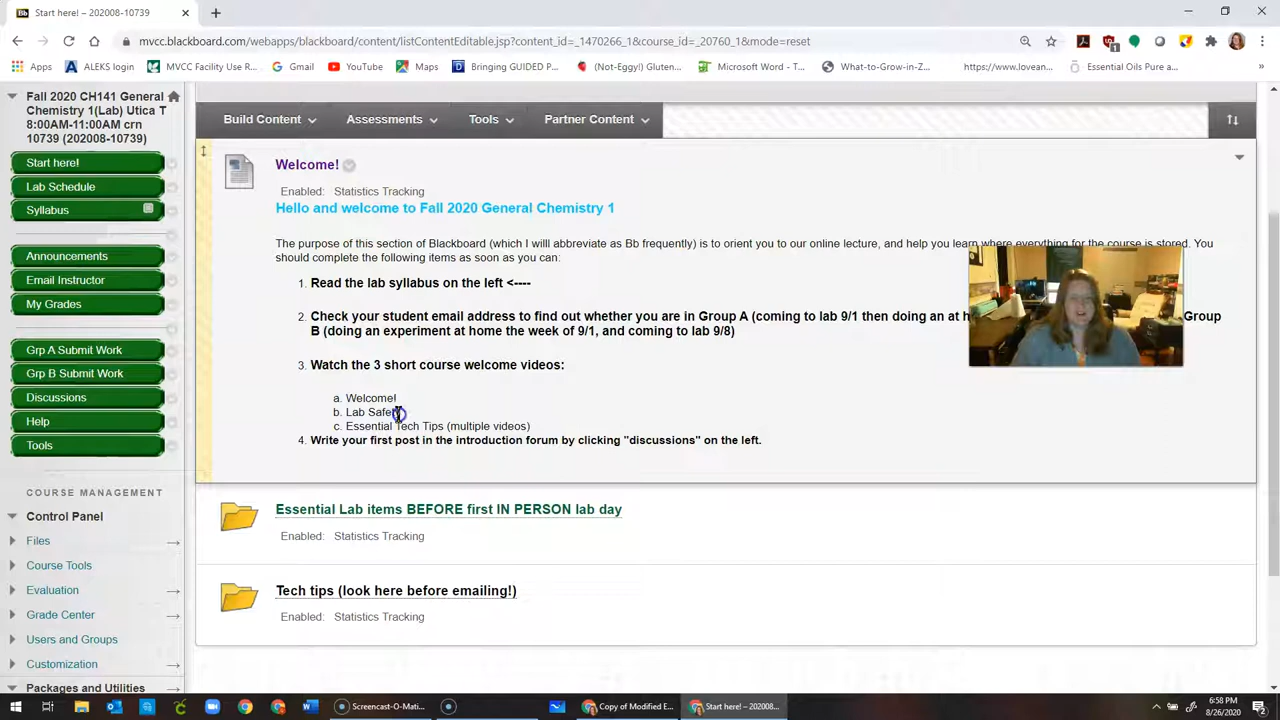 Start here! – 202008-10739
mvcc.blackboard.com/webapps/blackboard/content/listContentEditable.jsp?content_id=_1470266_1&course_id=_20760_1&mode=reset
Apps
ALEKS login
MVCC Facility Use R...
Gmail
YouTube
Maps
Bringing GUIDED P...
(Not-Eggy!) Gluten...
Microsoft Word - T...
What-to-Grow-in-Z...
https://www.lovean...
Essential Oils Pure a...
Fall 2020 CH141 General
Chemistry 1(Lab) Utica T
8:00AM-11:00AM crn
10739 (202008-10739)
Start here!
Lab Schedule
Syllabus
Announcements
Email Instructor
My Grades
Grp A Submit Work
Grp B Submit Work
Discussions
Help
Tools
COURSE MANAGEMENT
Control Panel
Files
Course Tools
Evaluation
Grade Center
Users and Groups
Customization
Packages and Utilities
Build Content
Assessments
Tools
Partner Content
Welcome!
Enabled: Statistics Tracking
Hello and welcome to Fall 2020 General Chemistry 1
The purpose of this section of Blackboard (which I willl abbreviate as Bb frequently) is to orient you to our online lecture, and help you learn where everything for the course is stored. You
should complete the following items as soon as you can:
1. Read the lab syllabus on the left <----
2. Check your student email address to find out whether you are in Group A (coming to lab 9/1 then doing an at h Group
B (doing an experiment at home the week of 9/1, and coming to lab 9/8)
3. Watch the 3 short course welcome videos:
a. Welcome!
b. Lab Safety
c. Essential Tech Tips (multiple videos)
4. Write your first post in the introduction forum by clicking "discussions" on the left.
Essential Lab items BEFORE first IN PERSON lab day
Enabled: Statistics Tracking
Tech tips (look here before emailing!)
Enabled: Statistics Tracking
Screencast-O-Mati...
Copy of Modified E...
Start here! – 202008...
6:58 PM
8/26/2020